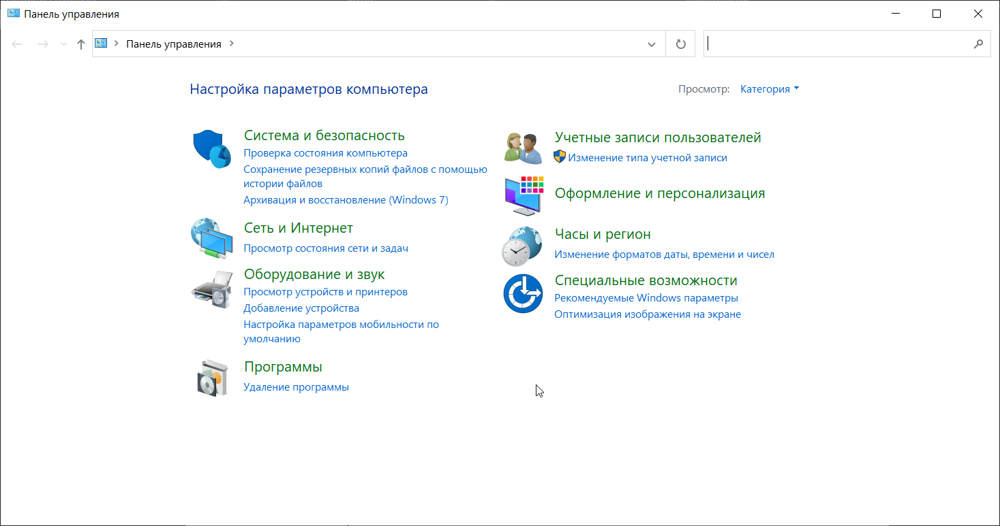 Панель управления
Панель управления
Настройка параметров компьютера
Просмотр: Категория
Система и безопасность
Проверка состояния компьютера
Сохранение резервных копий файлов с помощью
истории файлов
Архивация и восстановление (Windows 7)
Сеть и Интернет
Просмотр состояния сети и задач
Оборудование и звук
Просмотр устройств и принтеров
Добавление устройства
Настройка параметров мобильности по
умолчанию
Программы
Удаление программы
Учетные записи пользователей
Изменение типа учетной записи
Оформление и персонализация
Часы и регион
Изменение форматов даты, времени и чисел
Специальные возможности
Рекомендуемые Windows параметры
Оптимизация изображения на экране